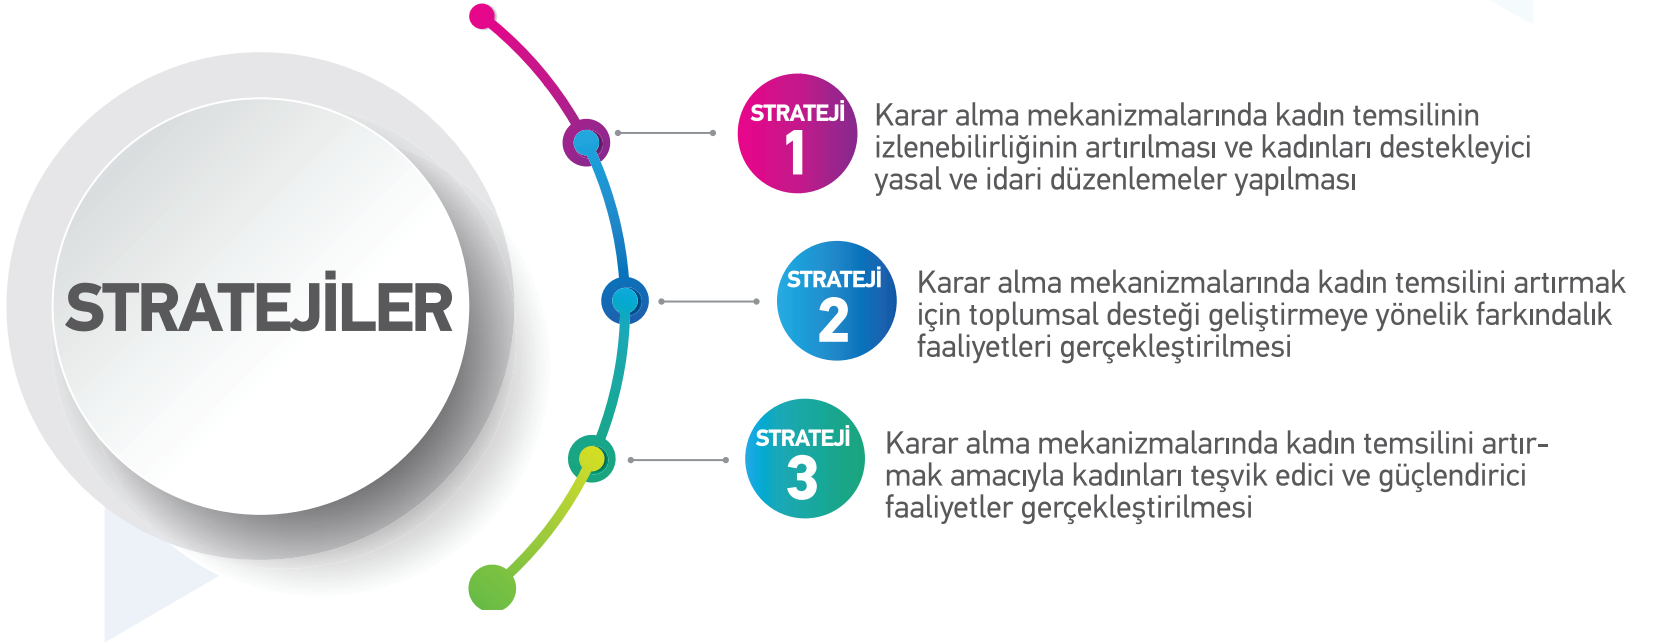 STRATEJİLER
STRATEJİ
1
Karar alma mekanizmalarında kadın temsilinin
izlenebilirliğinin artırılması ve kadınları destekleyici
yasal ve idari düzenlemeler yapılması
STRATEJİ
2
Karar alma mekanizmalarında kadın temsilini artırmak
için toplumsal desteği geliştirmeye yönelik farkındalık
faaliyetleri gerçekleştirilmesi
STRATEJİ
3
Karar alma mekanizmalarında kadın temsilini artır-
mak amacıyla kadınları teşvik edici ve güçlendirici
faaliyetler gerçekleştirilmesi